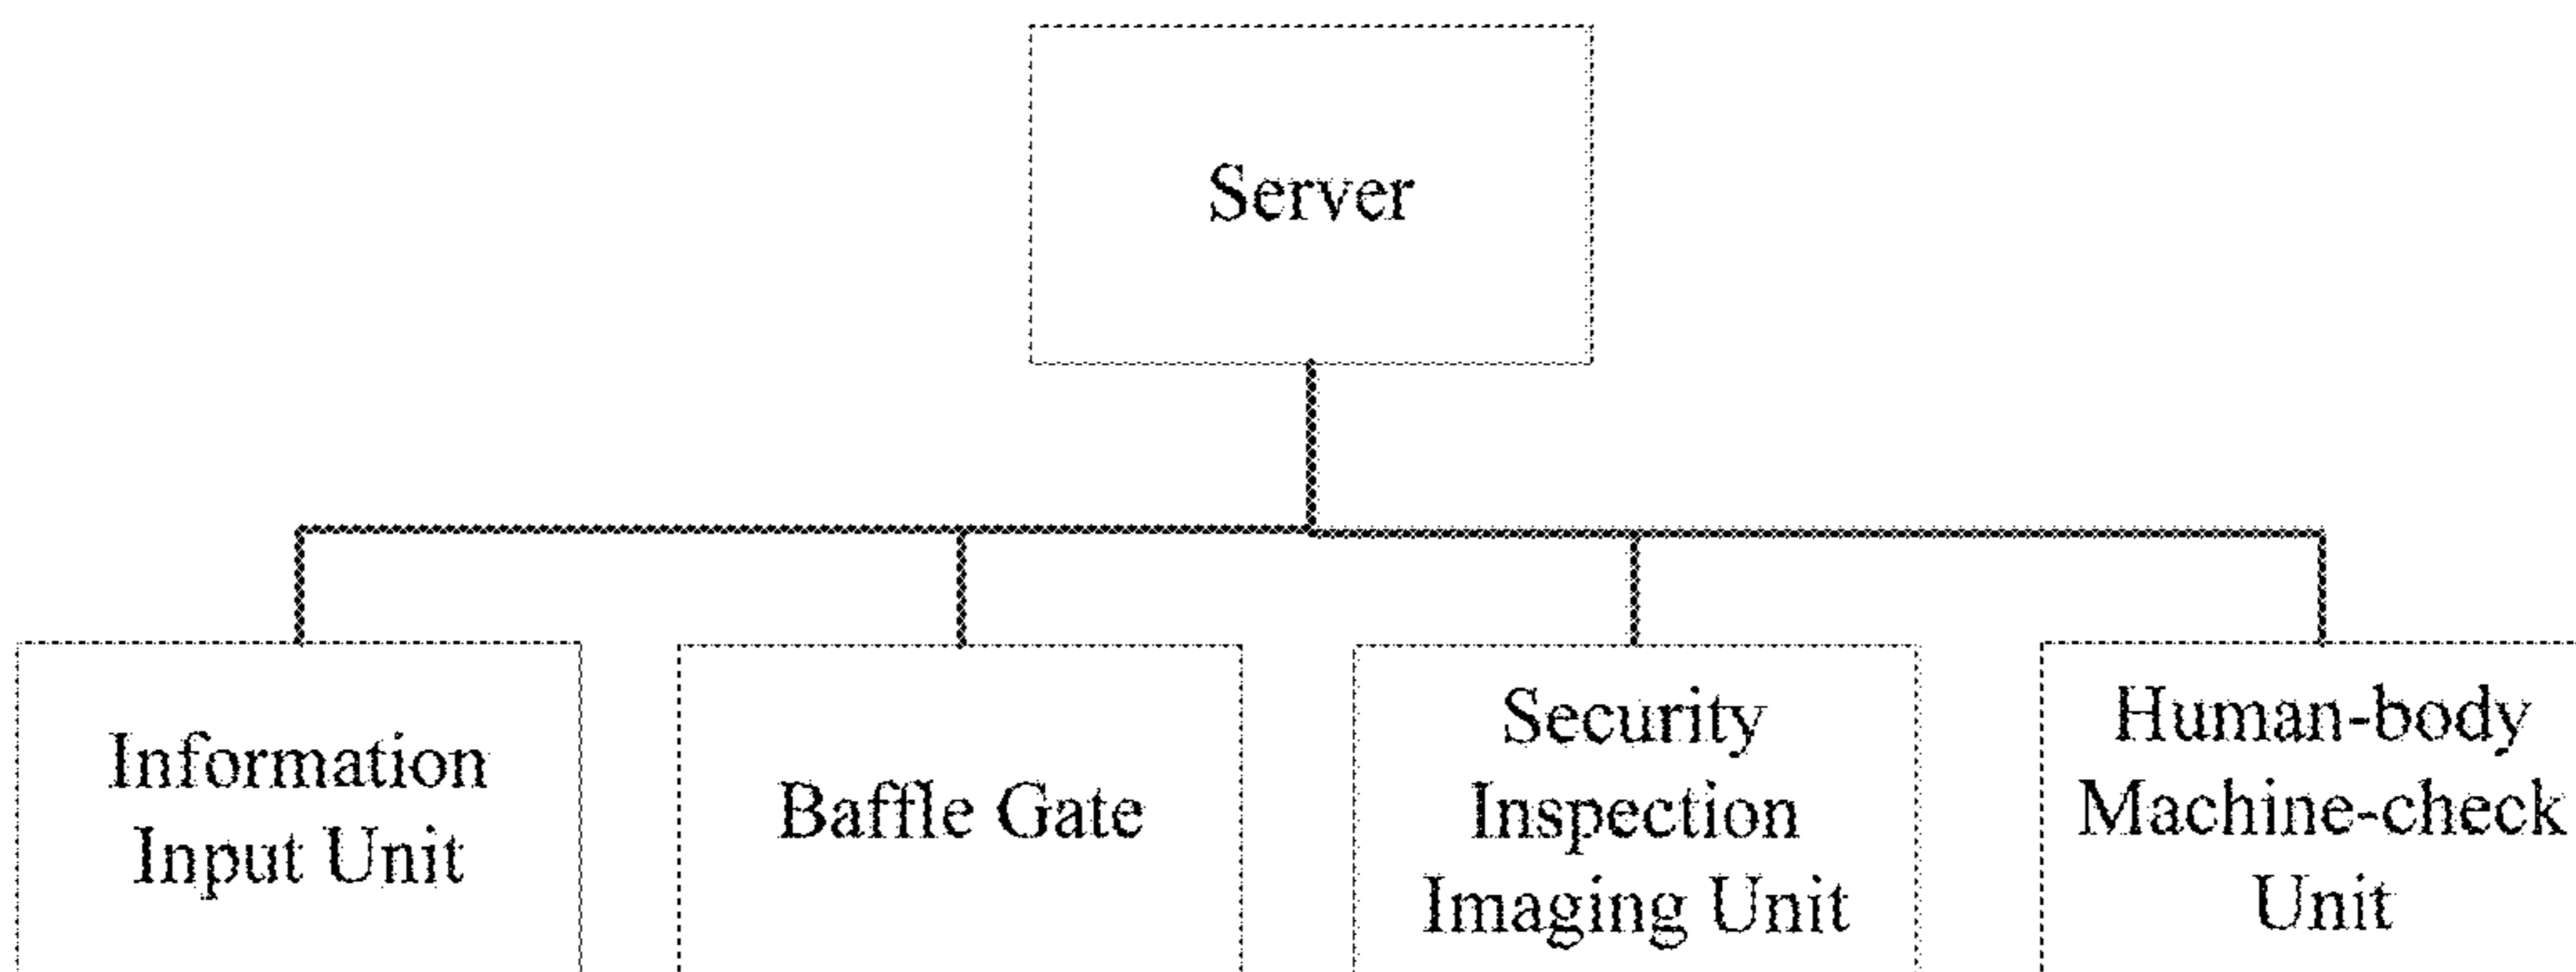 Server
Information
Input Unit
Baffle Gate
Security
Inspection
Imaging Unit
Human-body
Machine-check
Unit